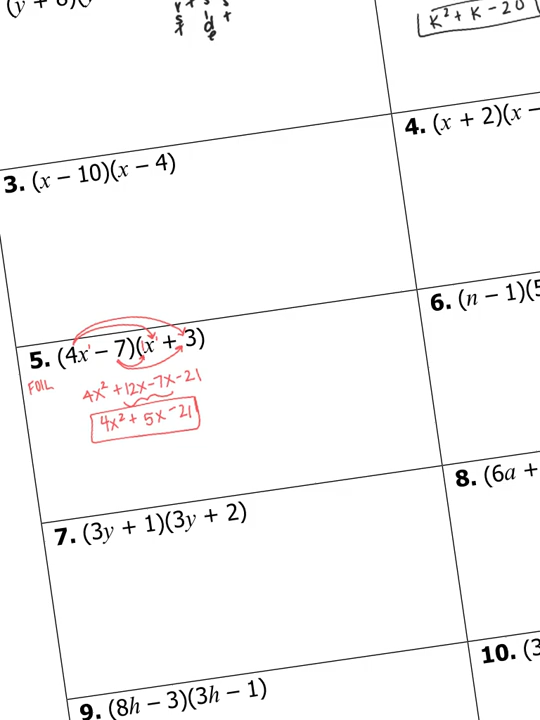 K² + K - 20
3. (x − 10)(x − 4)
4. (x + 2)(x −
5. (4x − 7)(x + 3)
FOIL
4x² + 12x - 7x - 21
4x² + 5x - 21
6. (n − 1)(5
7. (3y + 1)(3y + 2)
8. (6a +
9. (8h − 3)(3h − 1)
10. (3